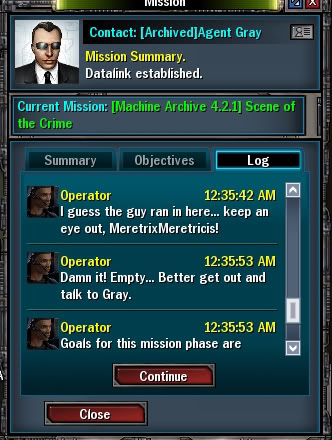 Mission
Contact: [Archived]Agent Gray
Mission Summary.
Datalink established.
Current Mission: [Machine Archive 4.2.1] Scene of
the Crime
Summary
Objectives
Log
Operator 12:35:42 AM
I guess the guy ran in here... keep an
eye out, MeretrixMeretricis!
Operator 12:35:53 AM
Damn it! Empty... Better get out and
talk to Gray.
Operator 12:35:53 AM
Goals for this mission phase are
Continue
Close